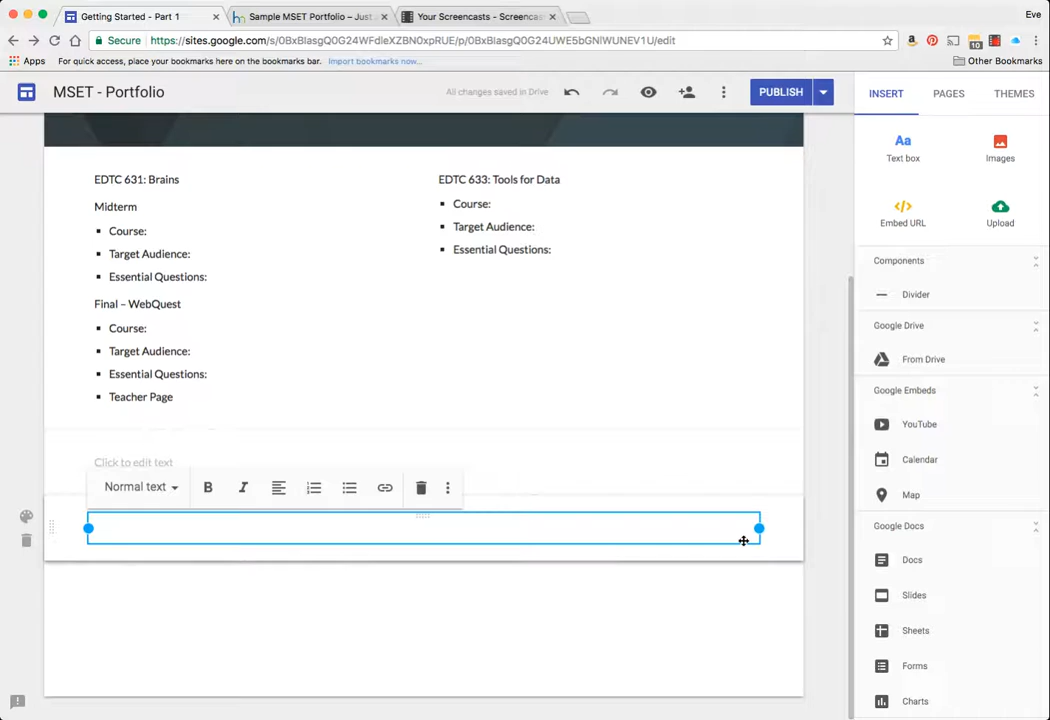 Getting Started - Part 1
Sample MSET Portfolio – Just
Your Screencasts - Screencas
Eve
Secure
https://sites.google.com/s/0BxBIasgQ0G24WFdleXZBN0xpRUE/p/0BxBIasgQ0G24UWE5bGNlWUNEV1U/edit
10
Apps
For quick access, place your bookmarks here on the bookmarks bar.
Import bookmarks now...
Other Bookmarks
MSET - Portfolio
All changes saved in Drive
PUBLISH
INSERT
PAGES
THEMES
EDTC 631: Brains
Midterm
Course:
Target Audience:
Essential Questions:
Final – WebQuest
Course:
Target Audience:
Essential Questions:
Teacher Page
EDTC 633: Tools for Data
Course:
Target Audience:
Essential Questions:
Click to edit text
Normal text
B
I
Aa
Text box
Images
Embed URL
Upload
Components
Divider
Google Drive
From Drive
Google Embeds
YouTube
Calendar
Map
Google Docs
Docs
Slides
Sheets
Forms
Charts